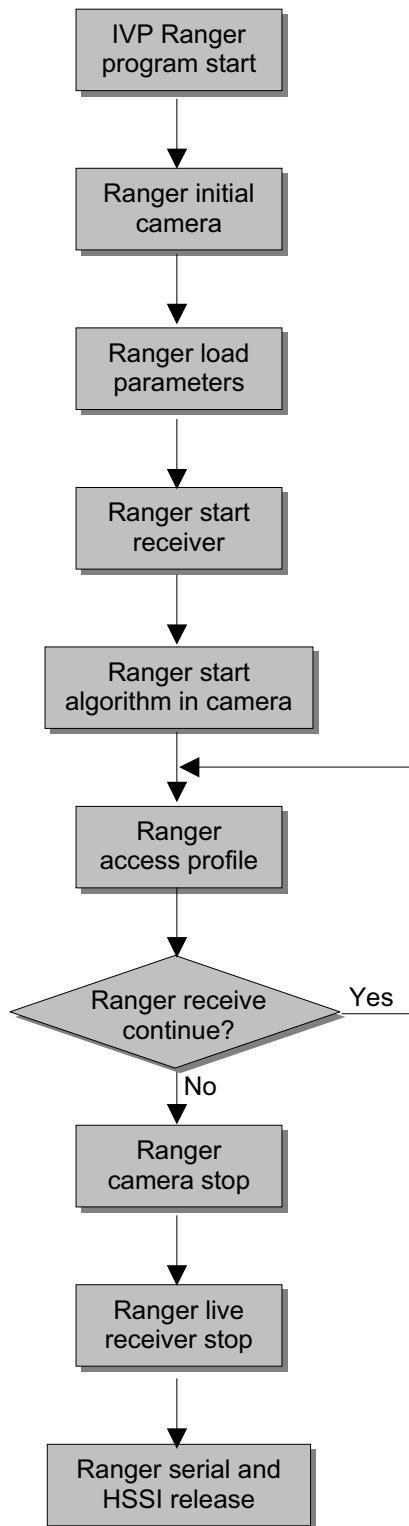 IVP Ranger
program start
Ranger initial
camera
Ranger load
parameters
Ranger start
receiver
Ranger start
algorithm in camera
Ranger
access profile
Ranger receive
continue?
Yes
No
Ranger
camera stop
Ranger live
receiver stop
Ranger serial and
HSSI release